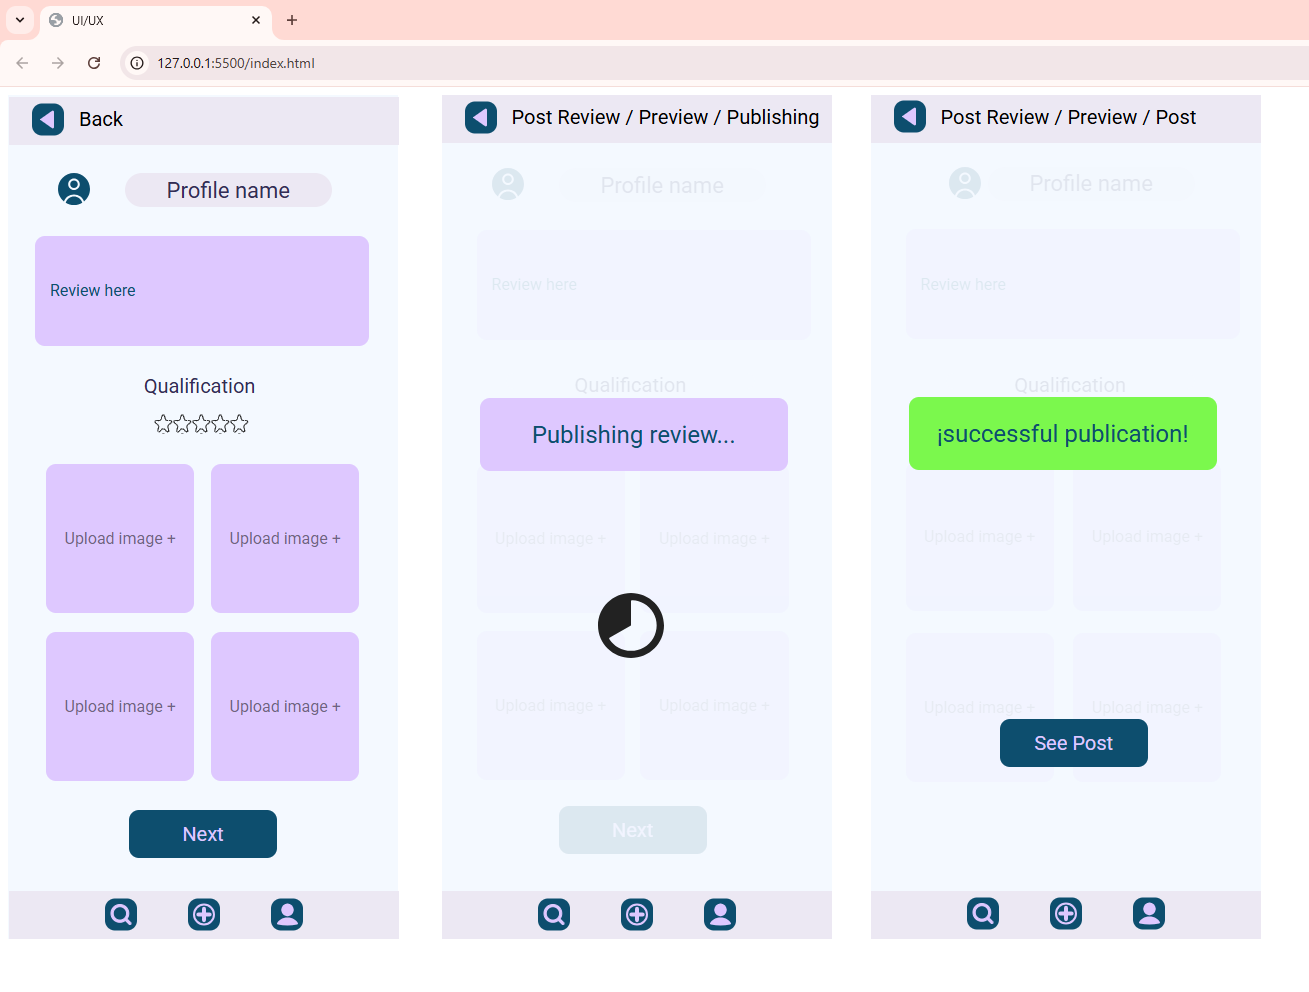 UI/UX
127.0.0.1:5500/index.html
Back
Profile name
Review here
Qualification
Upload image + Upload image +
Upload image + Upload image +
Next
Post Review / Preview / Publishing
Profile name
Review here
Qualification
Publishing review...
Upload image + Upload image +
Upload image + Upload image +
Next
Post Review / Preview / Post
Profile name
Review here
Qualification
¡successful publication!
Upload image + Upload image +
Upload image + Upload image +
See Post